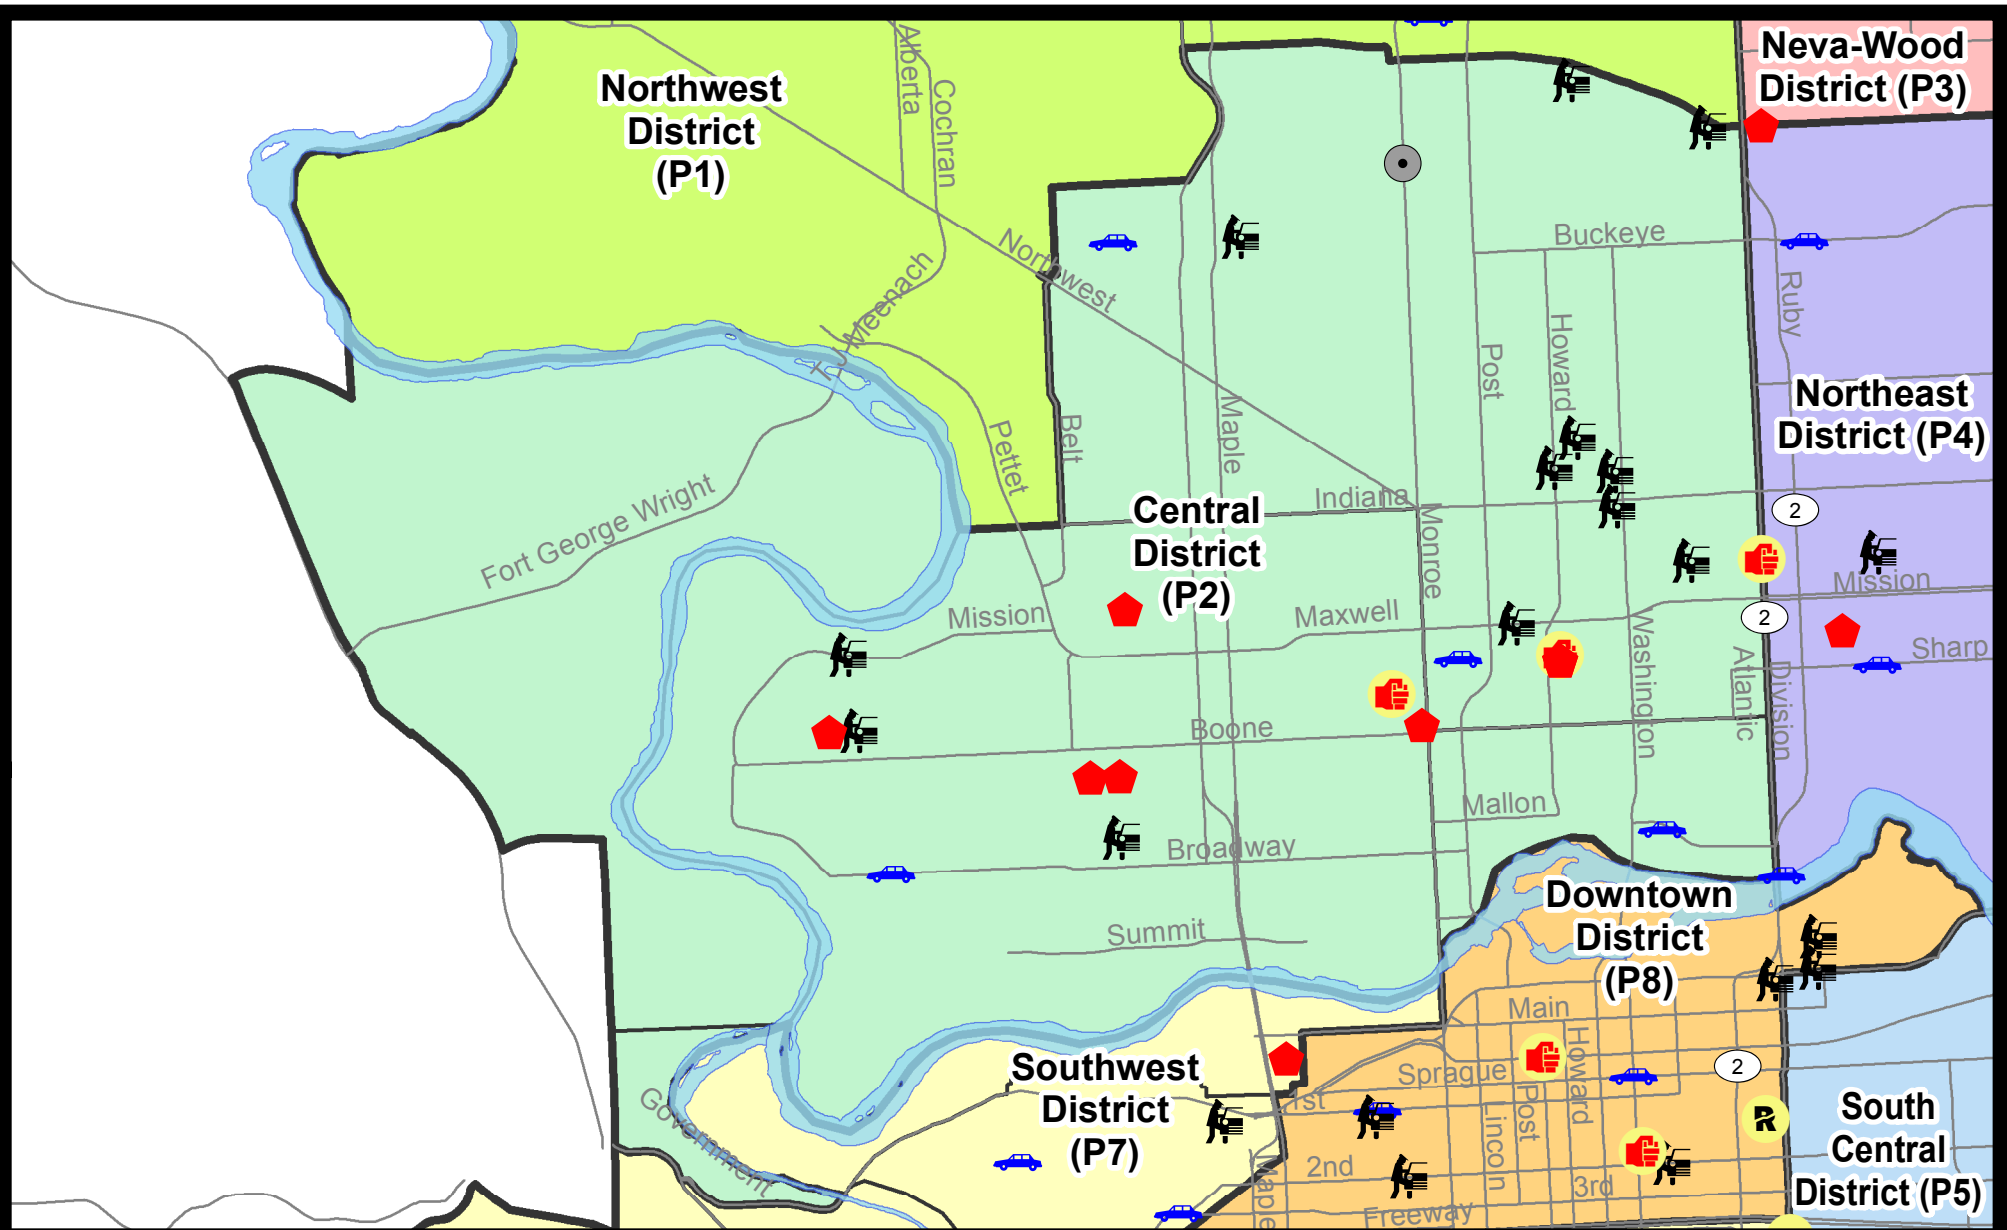 Alberta
Cochran
Northwest
District
(P1)
Neva-Wood
District (P3)
Northwest
T J Meenach
Buckeye
Ruby
Howard
Post
Maple
Belt
Pettet
Northeast
District (P4)
Fort George Wright
Indiana
Monroe
Central
District
(P2)
2
Mission
Mission
Maxwell
2
Washington
Atlantic
Division
Sharp
Boone
Mallon
Broadway
Summit
Downtown
District
(P8)
Main
Howard
Sprague
Post
Lincoln
1st
2
Southwest
District
(P7)
Government
Maple
2nd
3rd
Freeway
R
South
Central
District (P5)